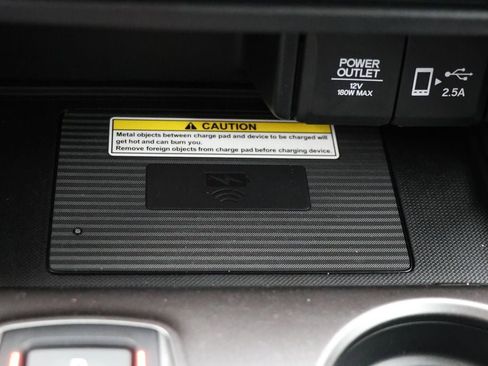 POWER
OUTLET
12V
180W MAX
2.5A
CAUTION
Metal objects between charge pad and device to be charged will
get hot and can burn you.
Remove foreign objects from charge pad before charging device.